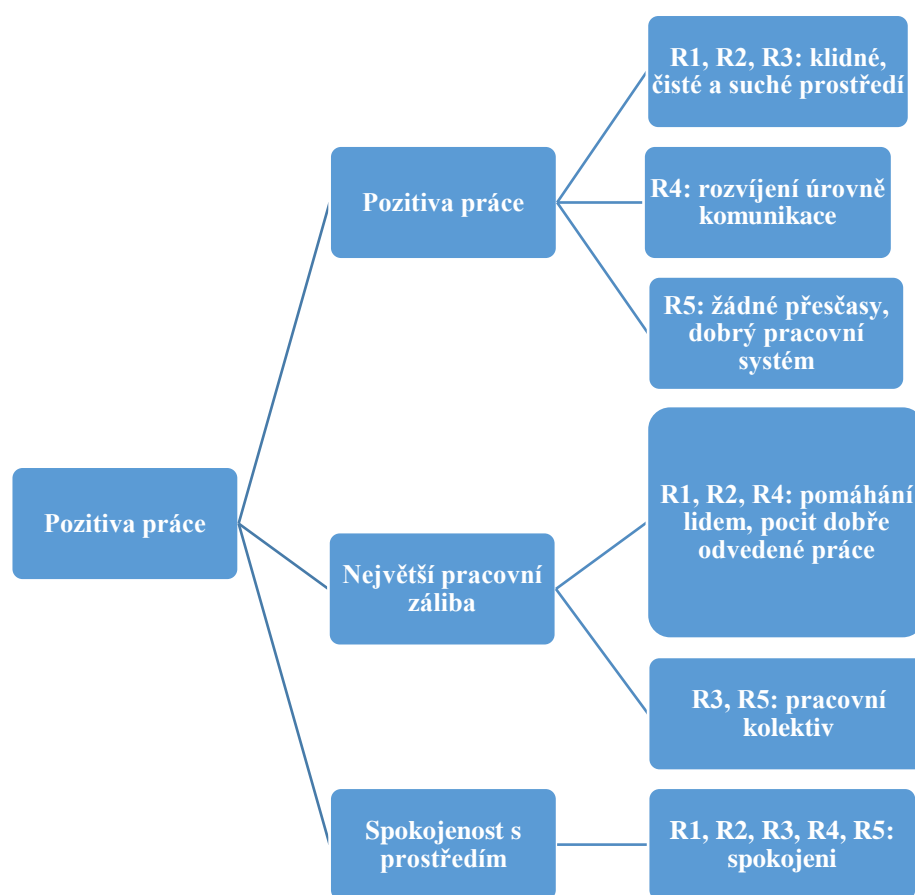 Pozitiva práce
Pozitiva práce
R1, R2, R3: klidné,
čisté a suché prostředí
R4: rozvíjení úrovně
komunikace
R5: žádné přesčasy,
dobrý pracovní
systém
Největší pracovní
záliba
R1, R2, R4: pomáhání
lidem, pocit dobře
odvedené práce
R3, R5: pracovní
kolektiv
Spokojenost s
prostředím
R1, R2, R3, R4, R5:
spokojeni